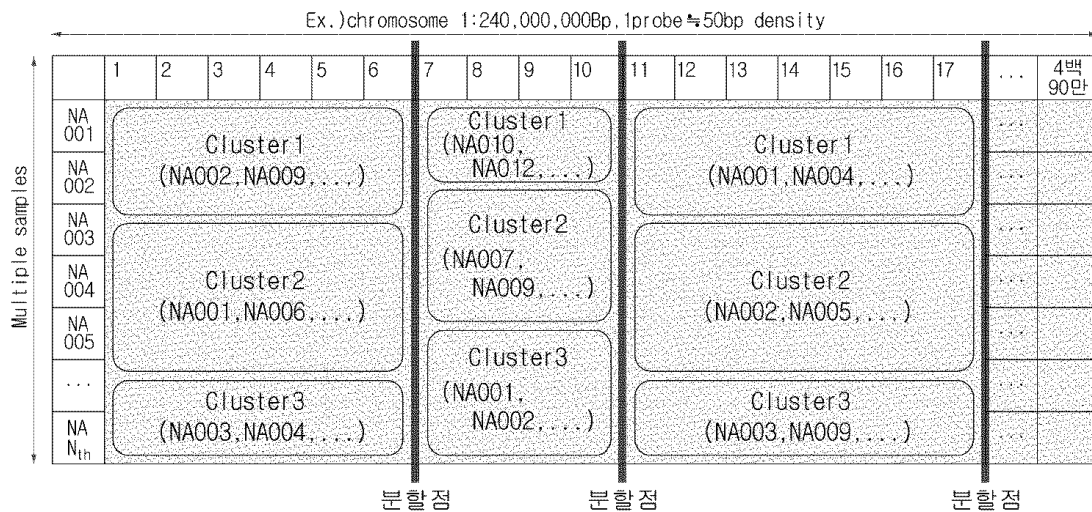 Ex.)chromosome 1:240,000,000Bp,1probe≒50bp density
1 2 3 4 5 6 7 8 9 10 11 12 13 14 15 16 17 ... 4백
90만
Multiple samples
NA
001
NA
002
NA
003
NA
004
NA
005
...
NA
Nth
Cluster1
(NA002,NA009,....)
Cluster2
(NA001,NA006,....)
Cluster3
(NA003,NA004,....)
Cluster1
(NA010,
NA012,....)
Cluster2
(NA007,
NA009,....)
Cluster3
(NA001,
NA002,....)
Cluster1
(NA001,NA004,....)
Cluster2
(NA002,NA005,....)
Cluster3
(NA003,NA009,....)
...
...
...
...
...
...
...
분할점 분할점 분할점